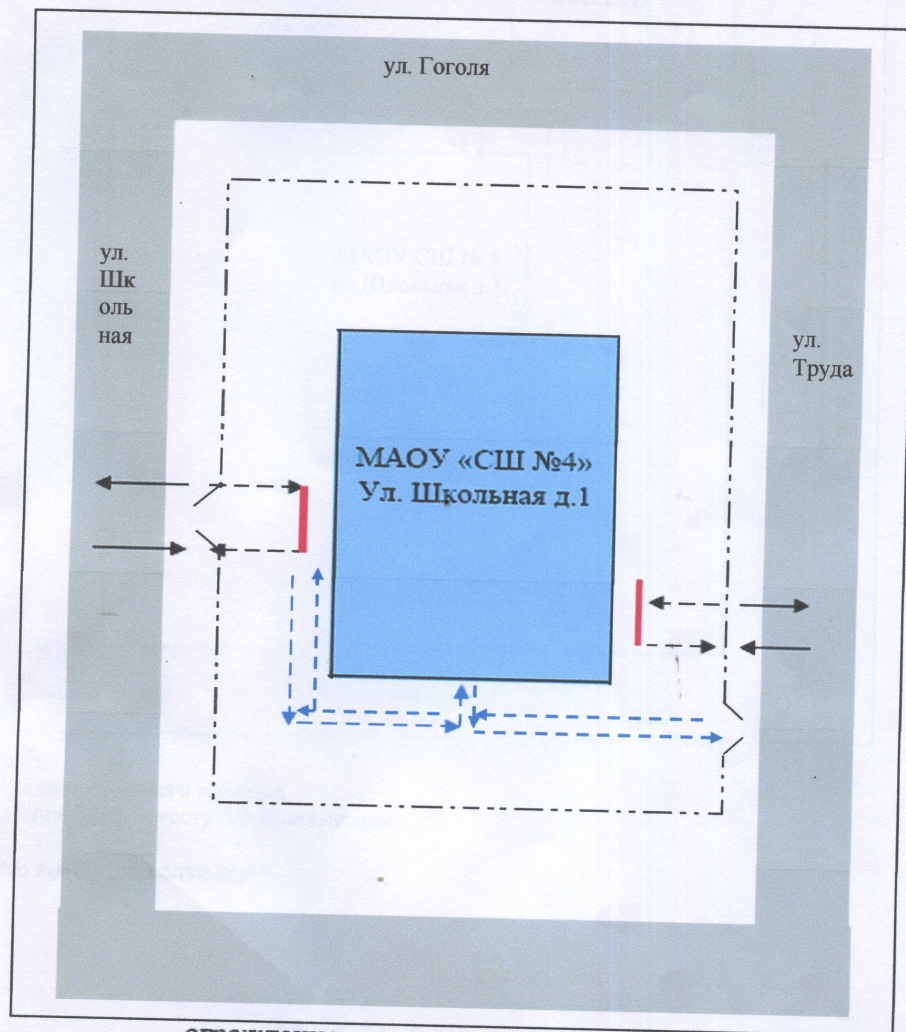 ул. Гоголя
ул.
Шк
оль
ная
ул.
Труда
МАОУ «СШ №4»
Ул. Школьная д.1